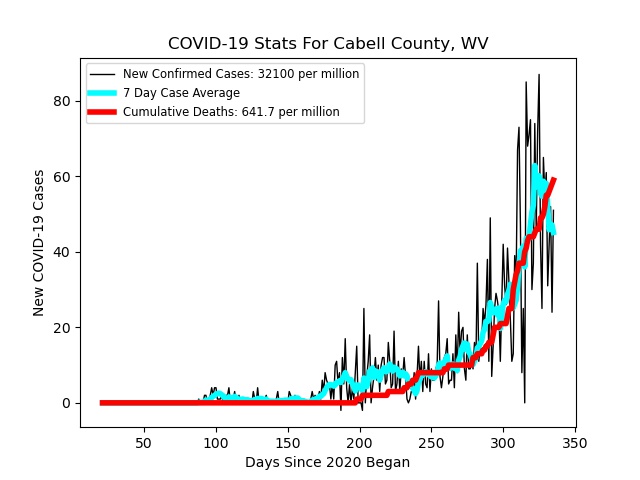 COVID-19 Stats For Cabell County, WV
New Confirmed Cases: 32100 per million
7 Day Case Average
Cumulative Deaths: 641.7 per million
New COVID-19 Cases
80
60
40
20
0
50 100 150 200 250 300 350
Days Since 2020 Began